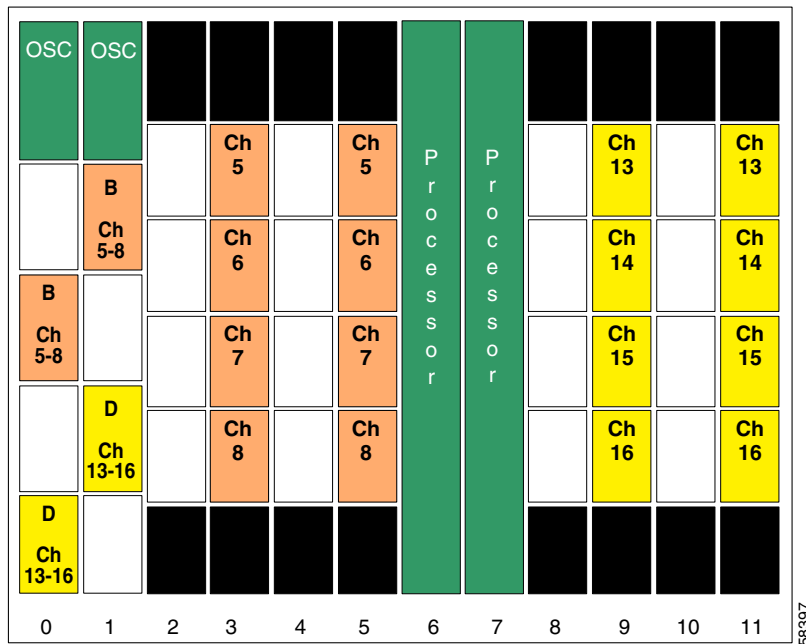 OSC OSC
Ch Ch Ch Ch
5 5 13 13
B
Ch
5-8
Ch Ch Ch Ch
6 6 14 14
B
Ch
5-8
Ch Ch Ch Ch
7 7 15 15
D
Ch
13-16
Ch Ch Ch Ch
8 8 16 16
D
Ch
13-16
Processor
Processor
0 1 2 3 4 5 6 7 8 9 10 11
58397